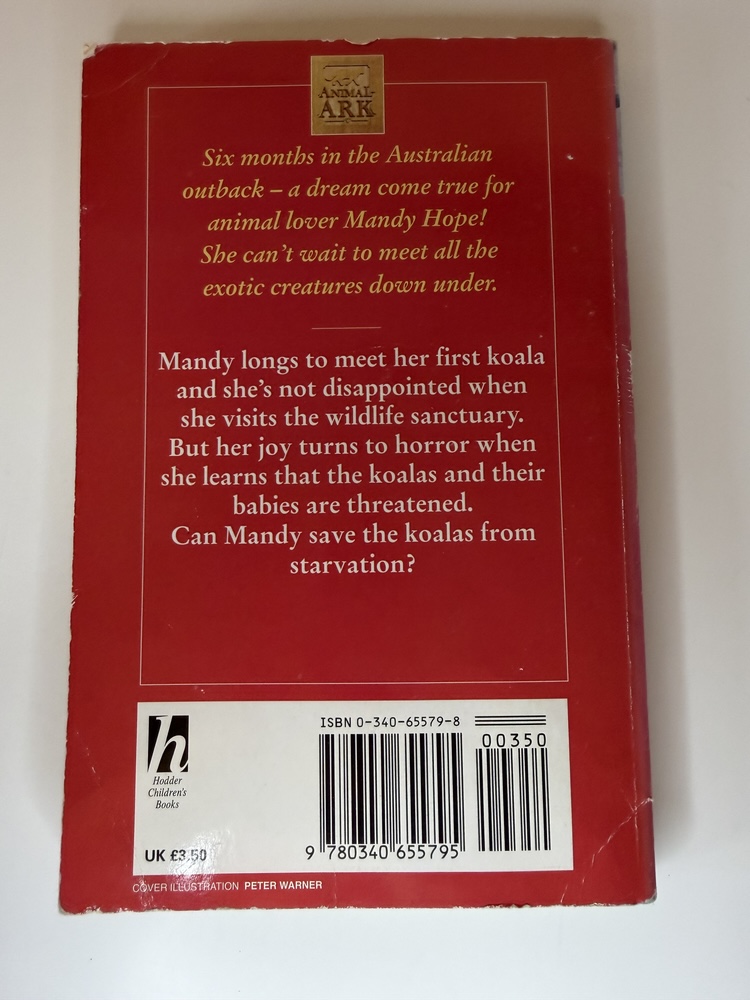 ANIMAL
ARK
Six months in the Australian
outback – a dream come true for
animal lover Mandy Hope!
She can't wait to meet all the
exotic creatures down under.
Mandy longs to meet her first koala
and she's not disappointed when
she visits the wildlife sanctuary.
But her joy turns to horror when
she learns that the koalas and their
babies are threatened.
Can Mandy save the koalas from
starvation?
h
Hodder
Children's
Books
UK £3.50
ISBN 0-340-65579-8
00350
9 780340 655795
COVER ILLUSTRATION PETER WARNER